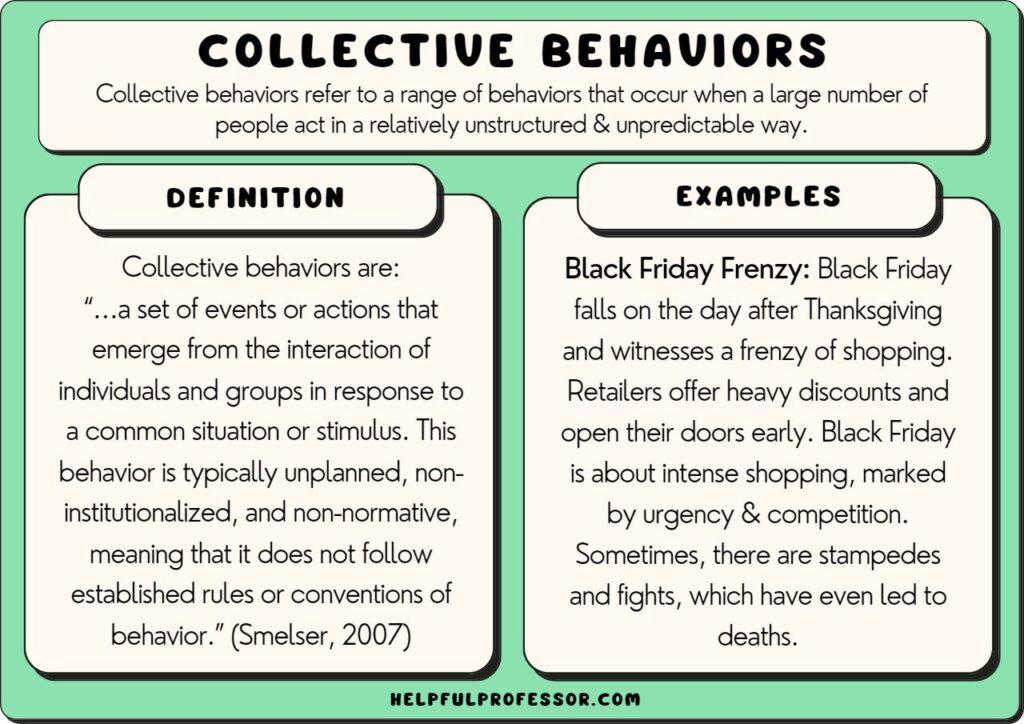 COLLECTIVE BEHAVIORS
Collective behaviors refer to a range of behaviors that occur when a large number of
people act in a relatively unstructured & unpredictable way.
DEFINITION
Collective behaviors are:
“...a set of events or actions that
emerge from the interaction of
individuals and groups in response to
a common situation or stimulus. This
behavior is typically unplanned, non-
institutionalized, and non-normative,
meaning that it does not follow
established rules or conventions of
behavior.” (Smelser, 2007)
EXAMPLES
Black Friday Frenzy: Black Friday
falls on the day after Thanksgiving
and witnesses a frenzy of shopping.
Retailers offer heavy discounts and
open their doors early. Black Friday
is about intense shopping, marked
by urgency & competition.
Sometimes, there are stampedes
and fights, which have even led to
deaths.
HELPFULPROFESSOR.COM